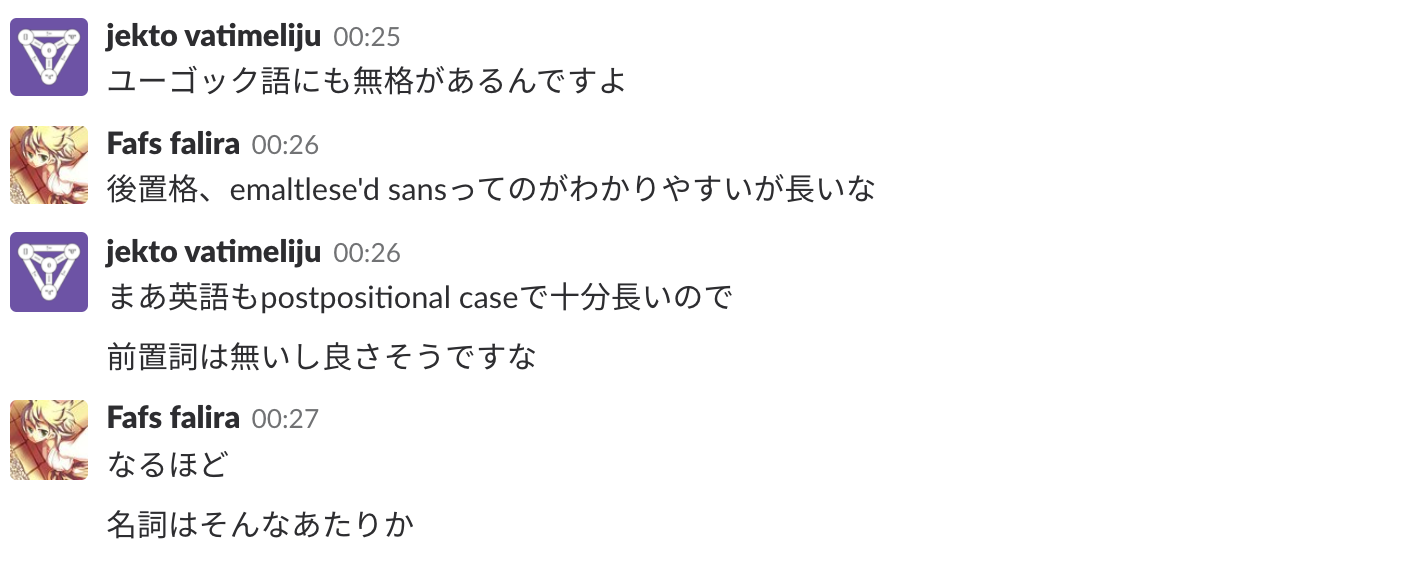 jekto vatimeliju 00:25
ユーゴック語にも無格があるんですよ
Fafs falira 00:26
後置格、emaltlese'd sansってのがわかりやすいが長いな
jekto vatimeliju 00:26
まあ英語もpostpositional caseで十分長いので
前置詞は無いし良さそうですな
Fafs falira 00:27
なるほど
名詞はそんなあたりか